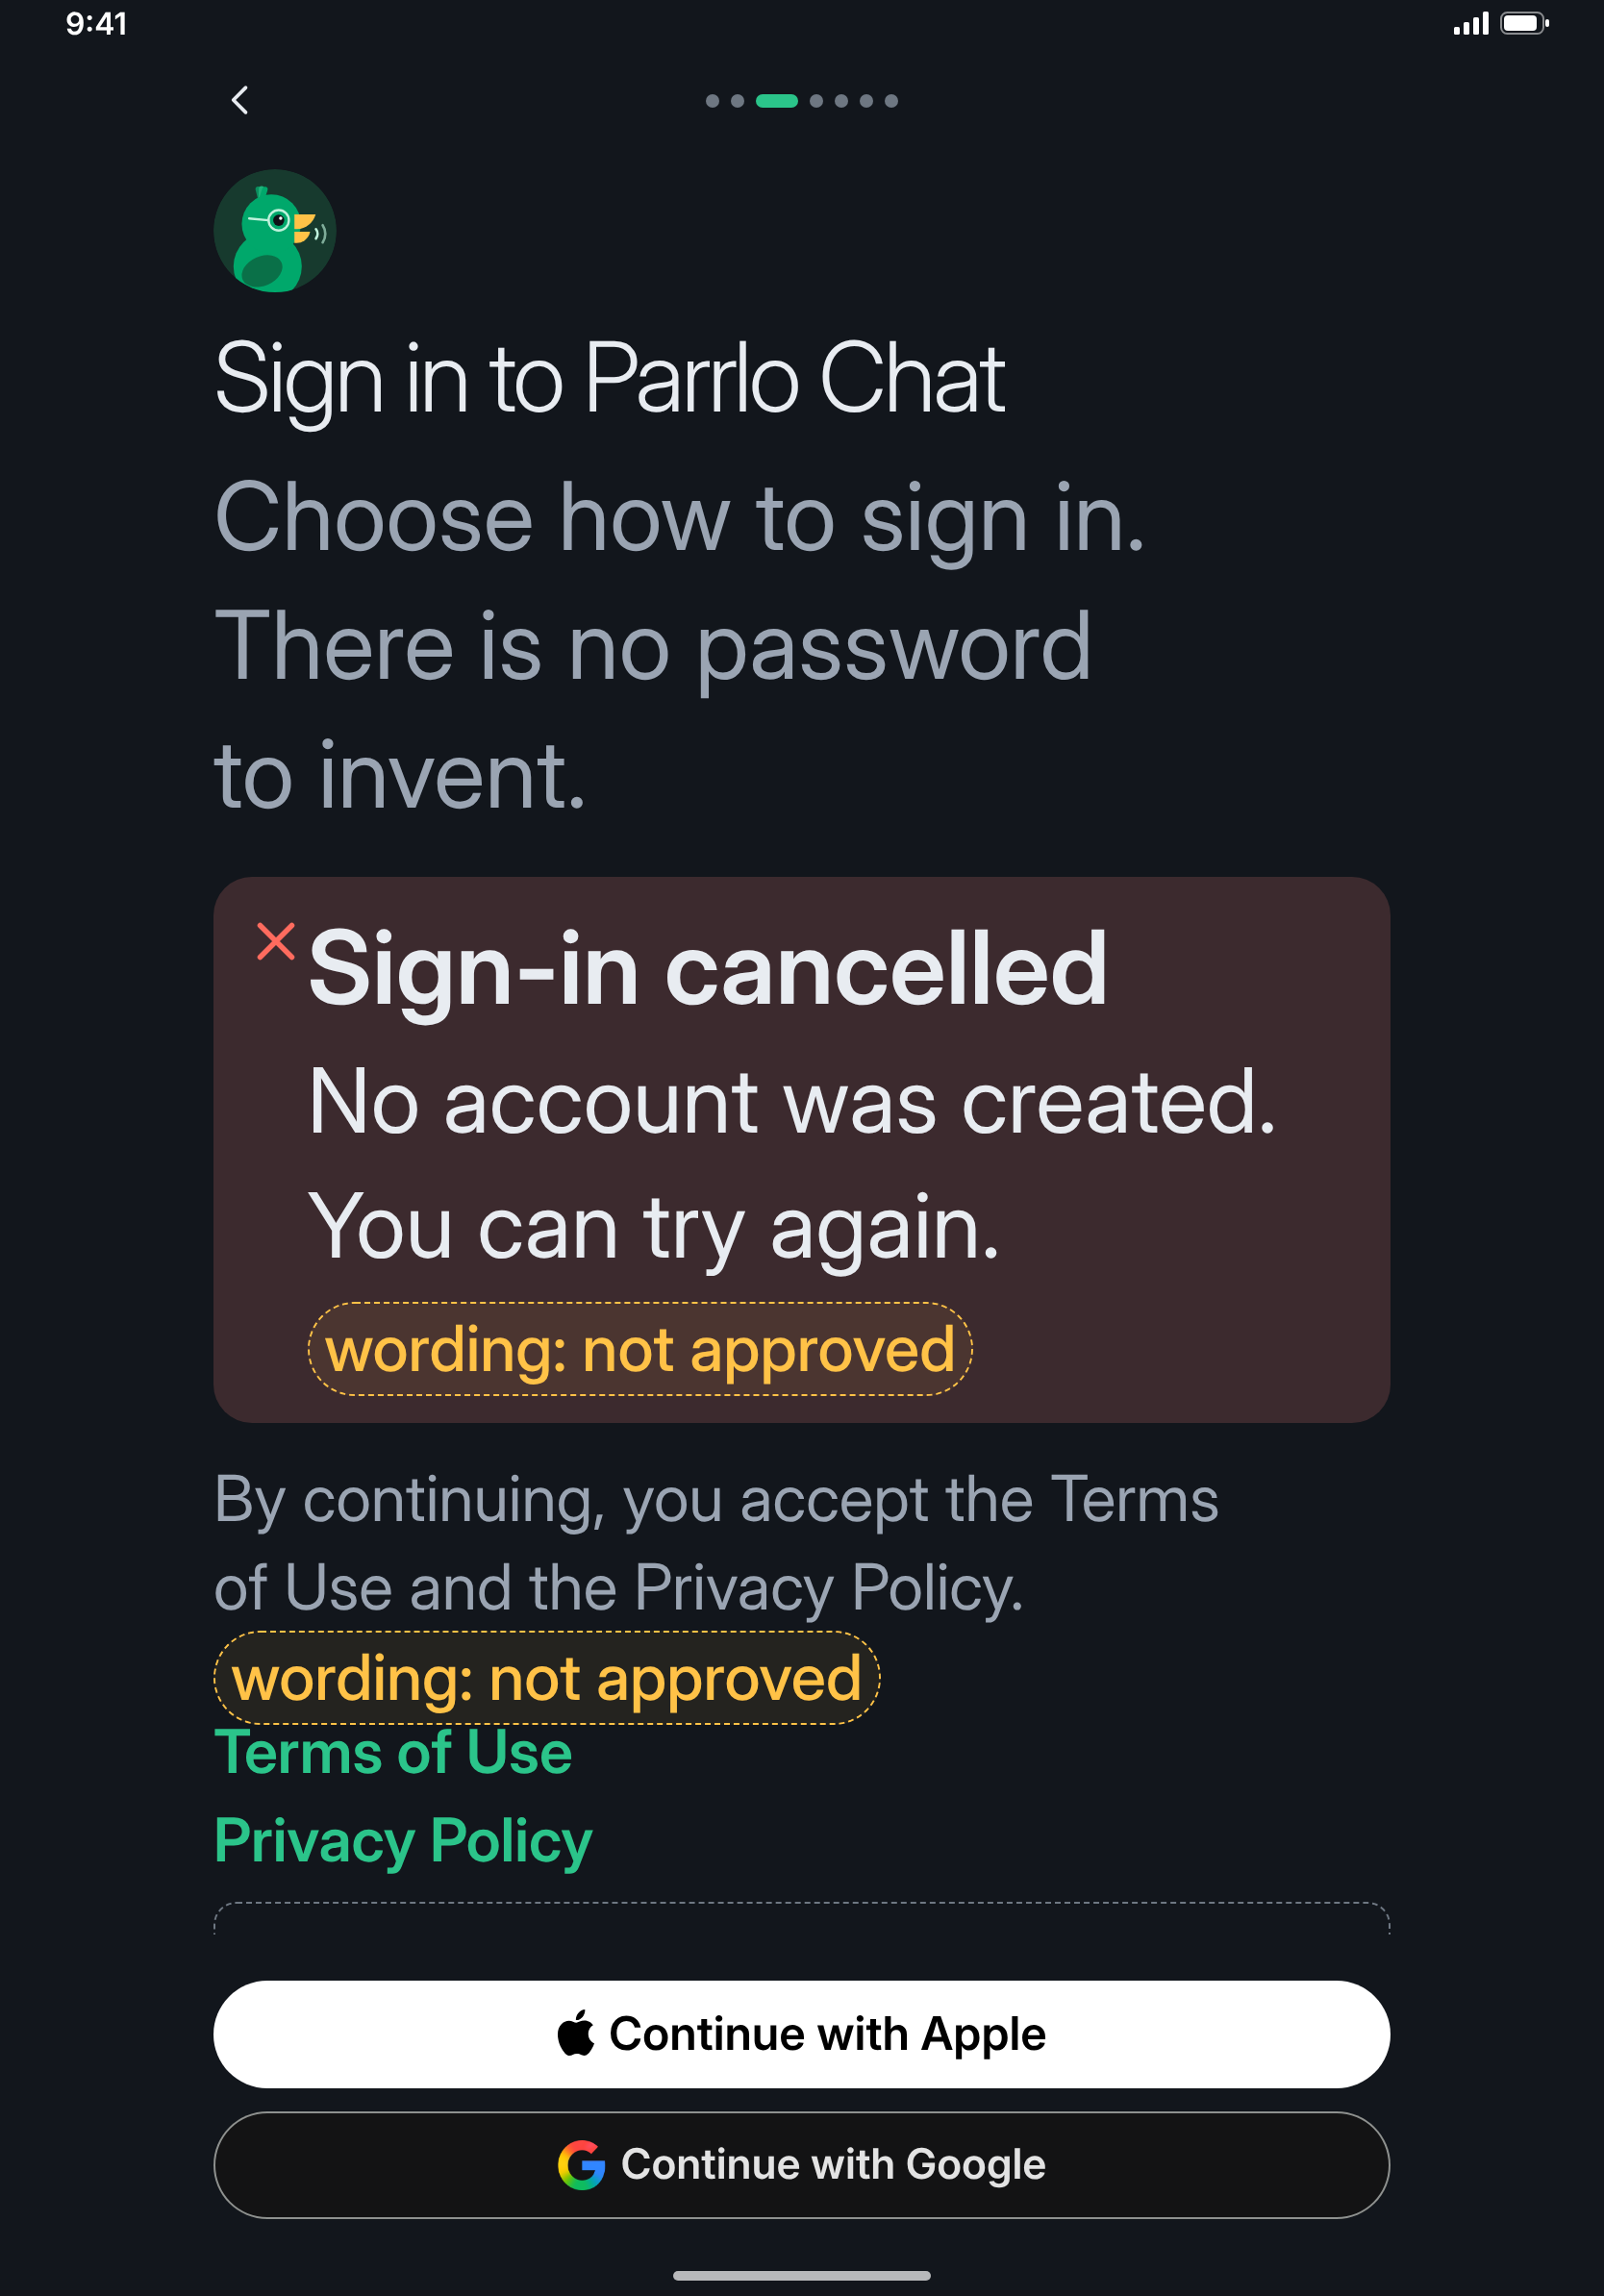 9:41
Sign in to Parrlo Chat
Choose how to sign in.
There is no password
to invent.
Sign-in cancelled
No account was created.
You can try again.
wording: not approved
By continuing, you accept the Terms
of Use and the Privacy Policy.
wording: not approved
Terms of Use
Privacy Policy
Continue with Apple
Continue with Google